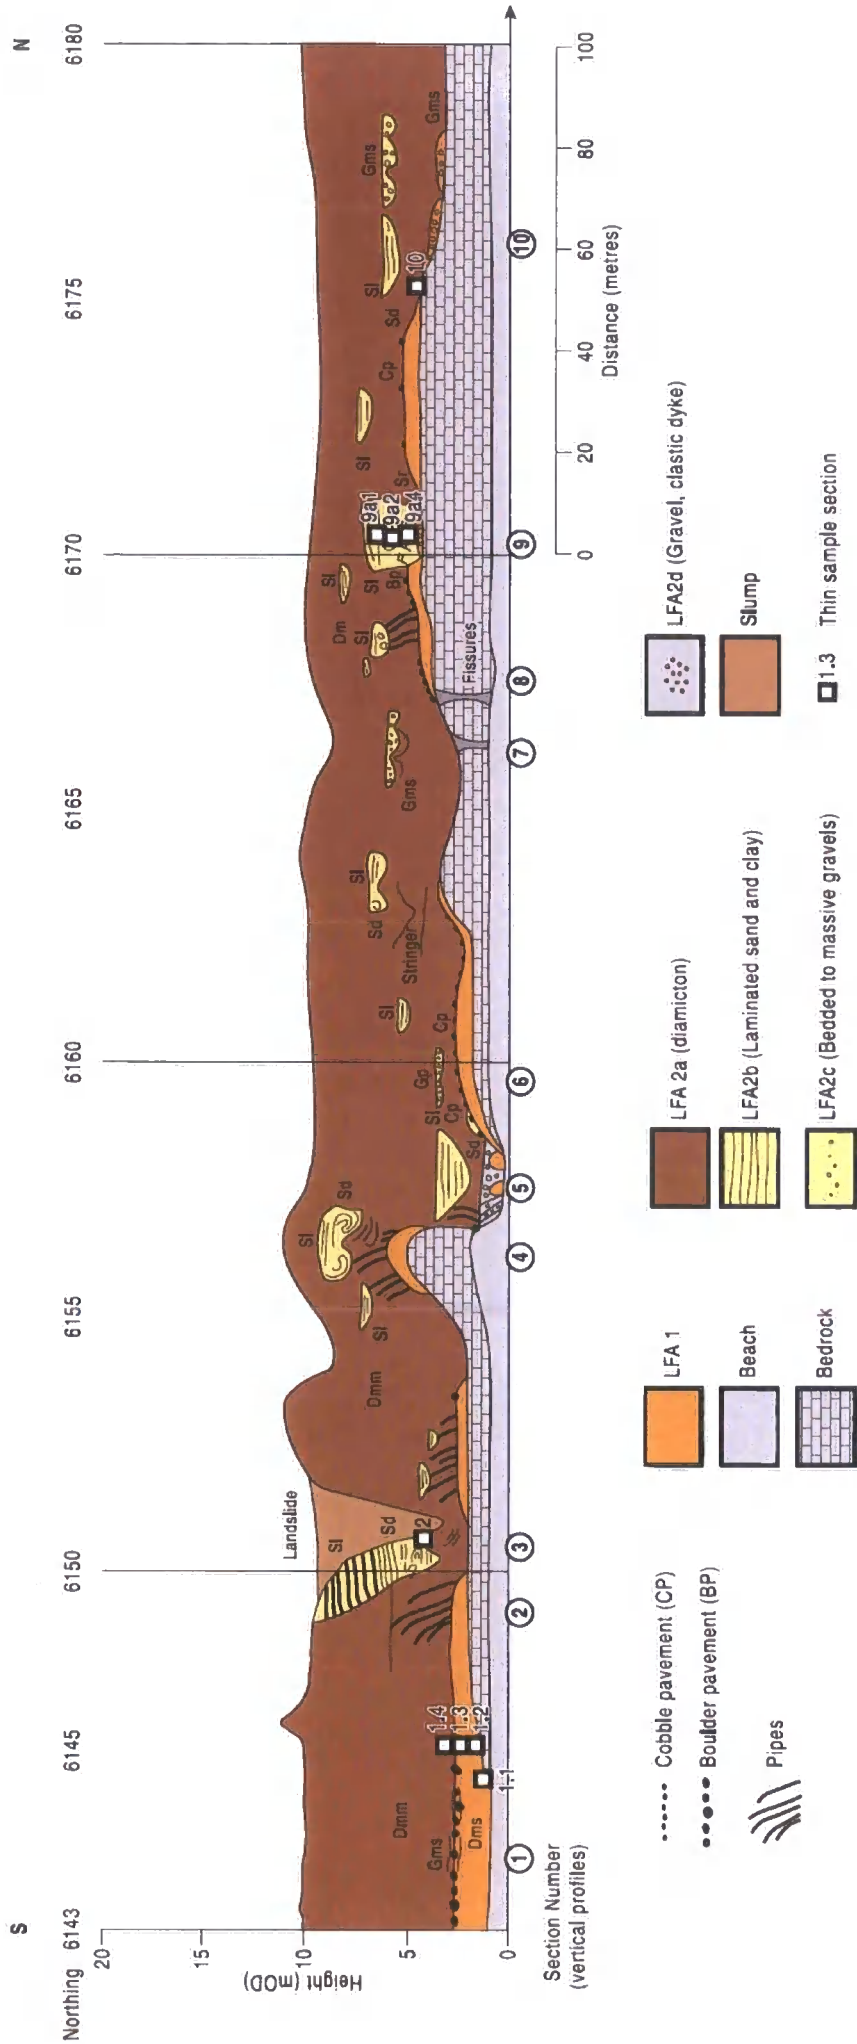 S
N
Northing 6143 6145 6150 6155 6160 6165 6170 6175 6180
20
15
10
5
0
Height (mOD)
Landslide
Sl
Sd
Dmm
Gms
Dms
1.4
1.3
1.2
1.1
2
Dmm
Sl
Sl
Sd
Sl
Sd
Cp
Gp
Cp
Sl
Stringer
Sd
Sl
Gms
Dm
Sl
Sl
Sl
Bp
9a1
9a2
9a4
Sr
Sl
Cp
Sd
Sl
10
Gms
Gms
Fissures
Section Number
(vertical profiles)
1 2 3 4 5 6 7 8 9 10
0 20 40 60 80 100
Distance (metres)
Cobble pavement (CP)
Boulder pavement (BP)
Pipes
LFA 1
Beach
Bedrock
LFA 2a (diamicton)
LFA2b (Laminated sand and clay)
LFA2c (Bedded to massive gravels)
LFA2d (Gravel, clastic dyke)
Slump
1.3 Thin sample section